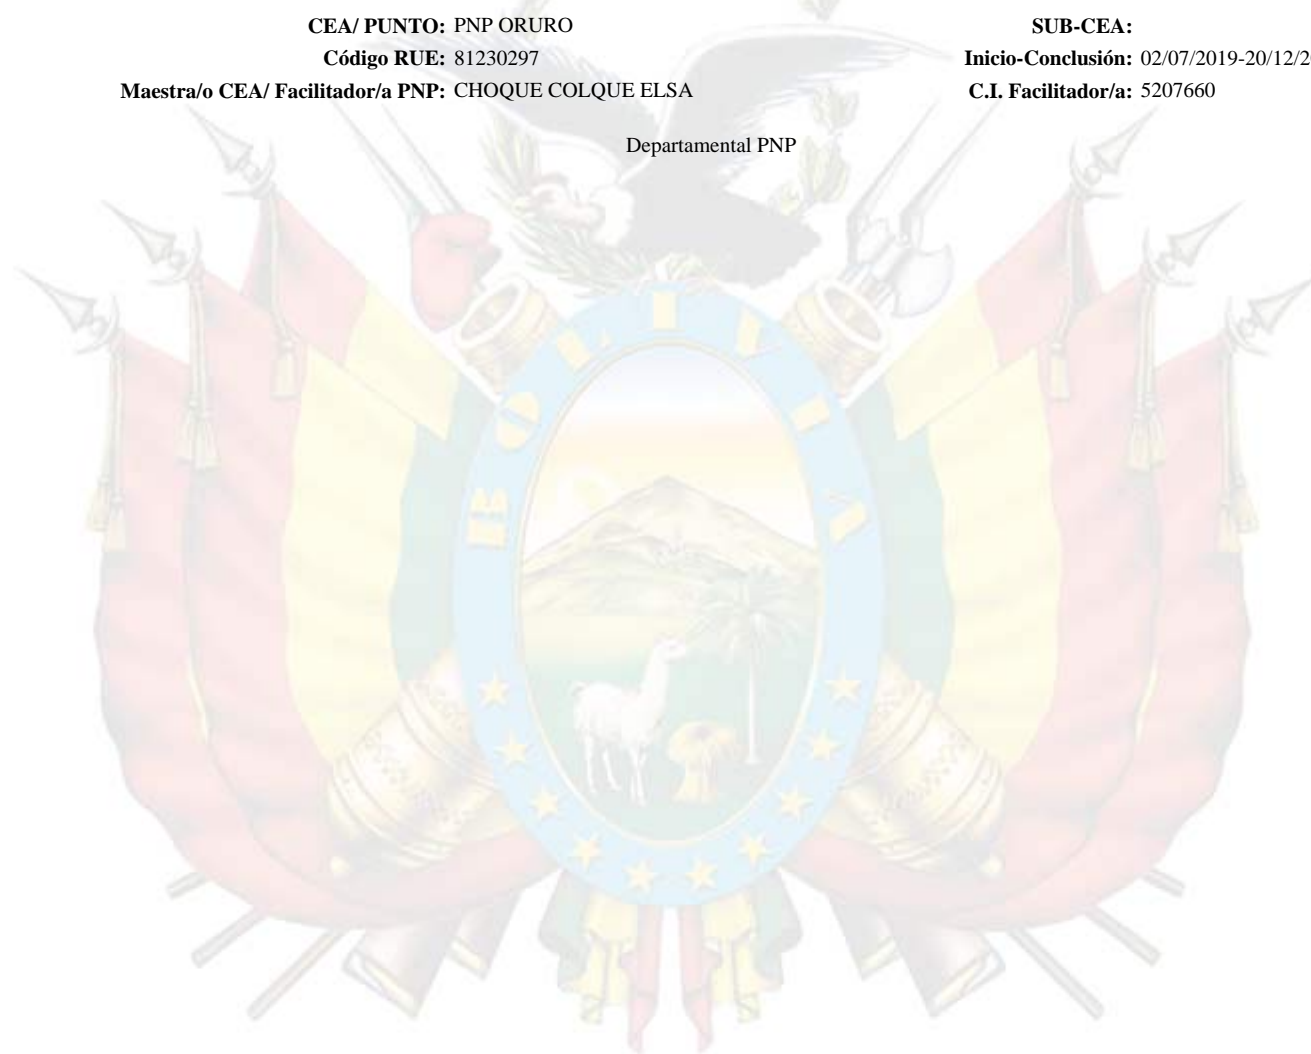 CEA/ PUNTO: PNP ORURO SUB-CEA:
Código RUE: 81230297 Inicio-Conclusión: 02/07/2019-20/12/2
Maestra/o CEA/ Facilitador/a PNP: CHOQUE COLQUE ELSA C.I. Facilitador/a: 5207660
Departamental PNP
BOLIVIA